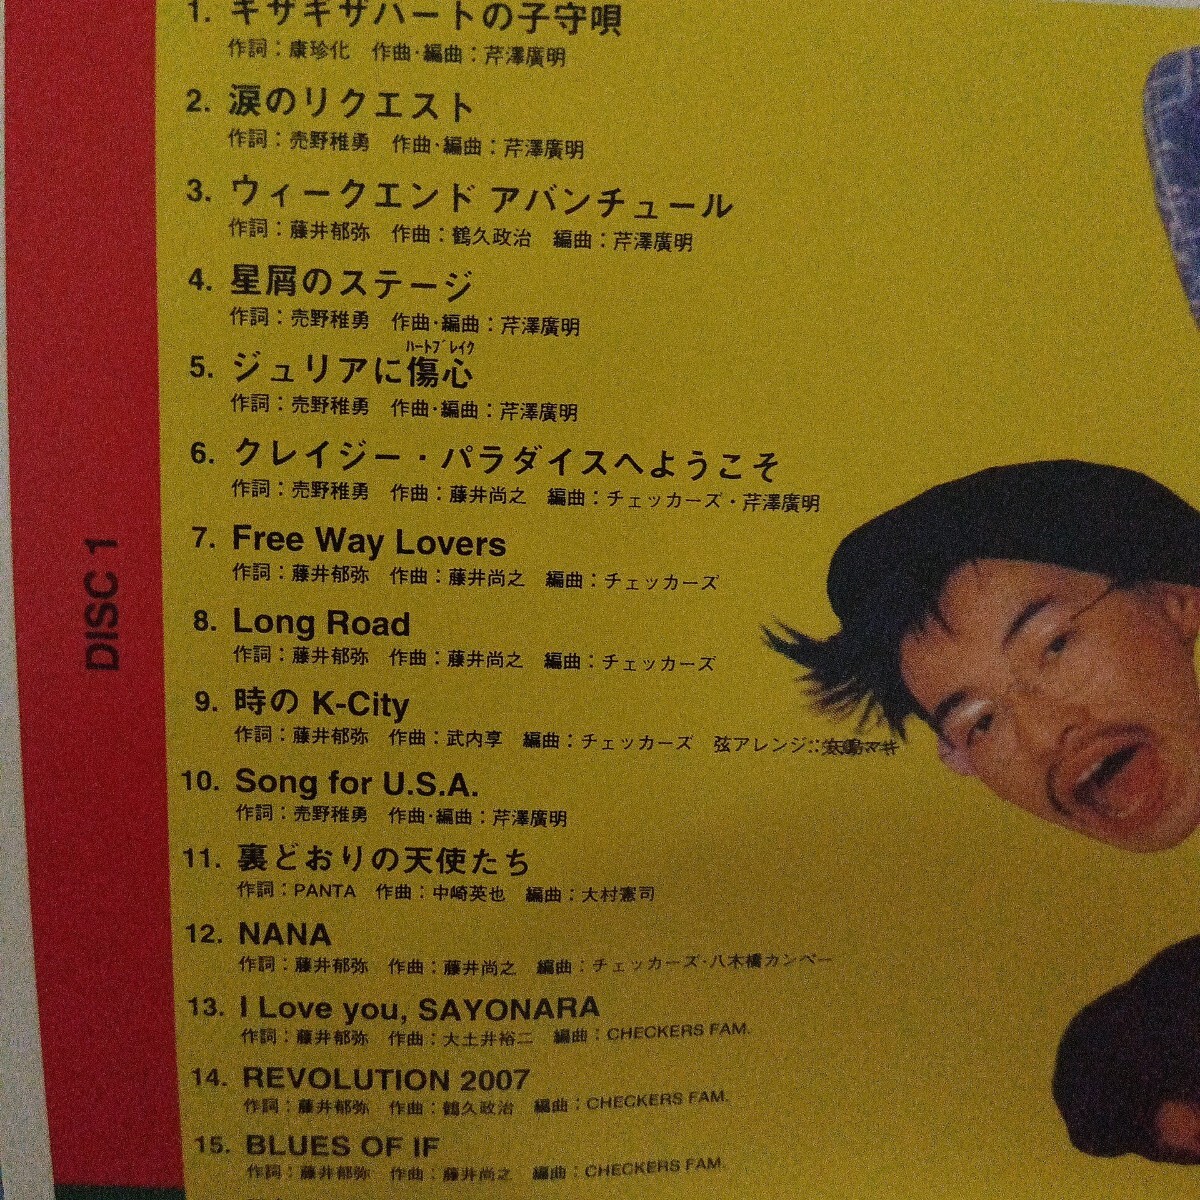 DISC 1
1. ギザギザハートの子守唄
作詞：康珍化　作曲･編曲：芹澤廣明
2. 涙のリクエスト
作詞：売野雅勇　作曲･編曲：芹澤廣明
3. ウィークエンド アバンチュール
作詞：藤井郁弥　作曲：鶴久政治　編曲：芹澤廣明
4. 星屑のステージ
作詞：売野雅勇　作曲･編曲：芹澤廣明
ハートブレイク
5. ジュリアに傷心
作詞：売野雅勇　作曲･編曲：芹澤廣明
6. クレイジー・パラダイスへようこそ
作詞：売野雅勇　作曲：藤井尚之　編曲：チェッカーズ・芹澤廣明
7. Free Way Lovers
作詞：藤井郁弥　作曲：藤井尚之　編曲：チェッカーズ
8. Long Road
作詞：藤井郁弥　作曲：藤井尚之　編曲：チェッカーズ
9. 時の K-City
作詞：藤井郁弥　作曲：武内享　編曲：チェッカーズ　弦アレンジ：
10. Song for U.S.A.
作詞：売野雅勇　作曲･編曲：芹澤廣明
11. 裏どおりの天使たち
作詞：PANTA　作曲：中崎英也　編曲：大村憲司
12. NANA
作詞：藤井郁弥　作曲：藤井尚之　編曲：チェッカーズ･八木橋カンペー
13. I Love you, SAYONARA
作詞：藤井郁弥　作曲：大土井裕二　編曲：CHECKERS FAM.
14. REVOLUTION 2007
作詞：藤井郁弥　作曲：鶴久政治　編曲：CHECKERS FAM.
15. BLUES OF IF
作詞：藤井郁弥　作曲：藤井尚之　編曲：CHECKERS FAM.